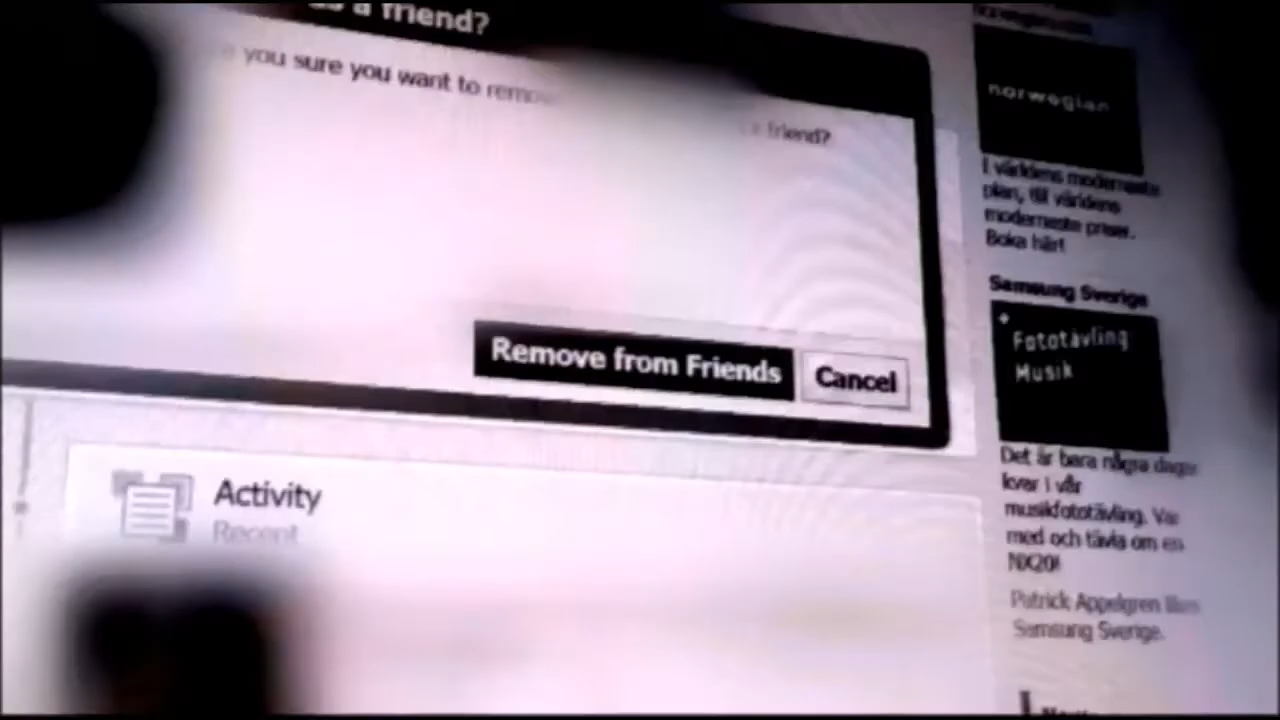 a friend?
you sure you want to remove
friend?
Remove from Friends
Cancel
Activity
Recent
norwegian
I världens modernaste
plan, till världens
modernaste priser.
Boka här!
Samsung Sverige
Fototävling
Musik
Det är bara några dagar
kvar i vår
musikfototävling. Var
med och tävla om en
NX20!
Patrick Appelgren likes
Samsung Sverige.